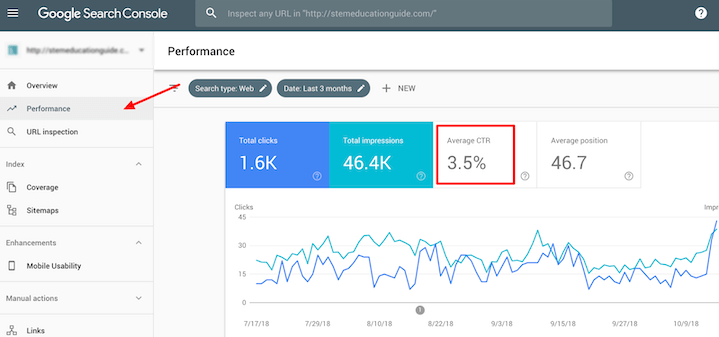 Google Search Console
Inspect any URL in "http://stemeducationguide.com/"
http://stemeducationguide.c...
Performance
Overview
Performance
URL inspection
Index
Coverage
Sitemaps
Enhancements
Mobile Usability
Manual actions
Links
Search type: Web
Date: Last 3 months
NEW
Total clicks
1.6K
Total impressions
46.4K
Average CTR
3.5%
Average position
46.7
Clicks
Impr
45
30
15
0
7/17/18 7/29/18 8/10/18 8/22/18 9/3/18 9/15/18 9/27/18 10/9/18